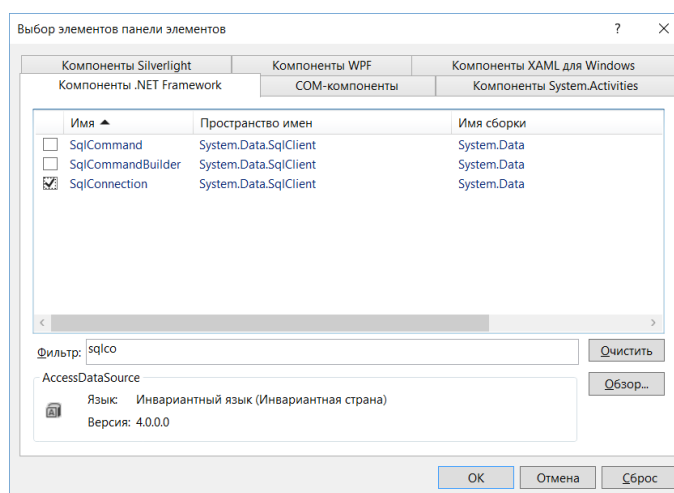 Выбор элементов панели элементов ? ×
Компоненты Silverlight Компоненты WPF Компоненты XAML для Windows
Компоненты .NET Framework COM-компоненты Компоненты System.Activities
Имя Пространство имен Имя сборки
SqlCommand System.Data.SqlClient System.Data
SqlCommandBuilder System.Data.SqlClient System.Data
SqlConnection System.Data.SqlClient System.Data
Фильтр: sqlco Очистить
AccessDataSource Обзор...
Язык: Инвариантный язык (Инвариантная страна)
Версия: 4.0.0.0
ОК Отмена Сброс